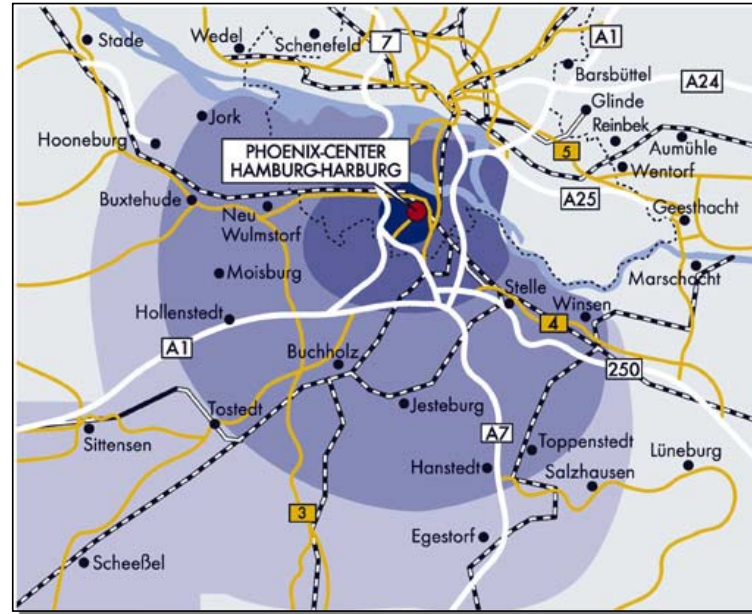 Stade
Wedel
Schenefeld
7
A1
Barsbüttel
A24
Jork
Glinde
Hooneburg
Reinbek
PHOENIX-CENTER
HAMBURG-HARBURG
5
Aumühle
Wentorf
Buxtehude
Neu
Wulmstorf
A25
Geesthacht
Moisburg
Marschacht
Stelle
Winsen
Hollenstedt
4
A1
Buchholz
250
Jesteburg
Tostedt
A7
Sittensen
Toppenstedt
Hanstedt
Salzhausen
Lüneburg
3
Egestorf
Scheeßel